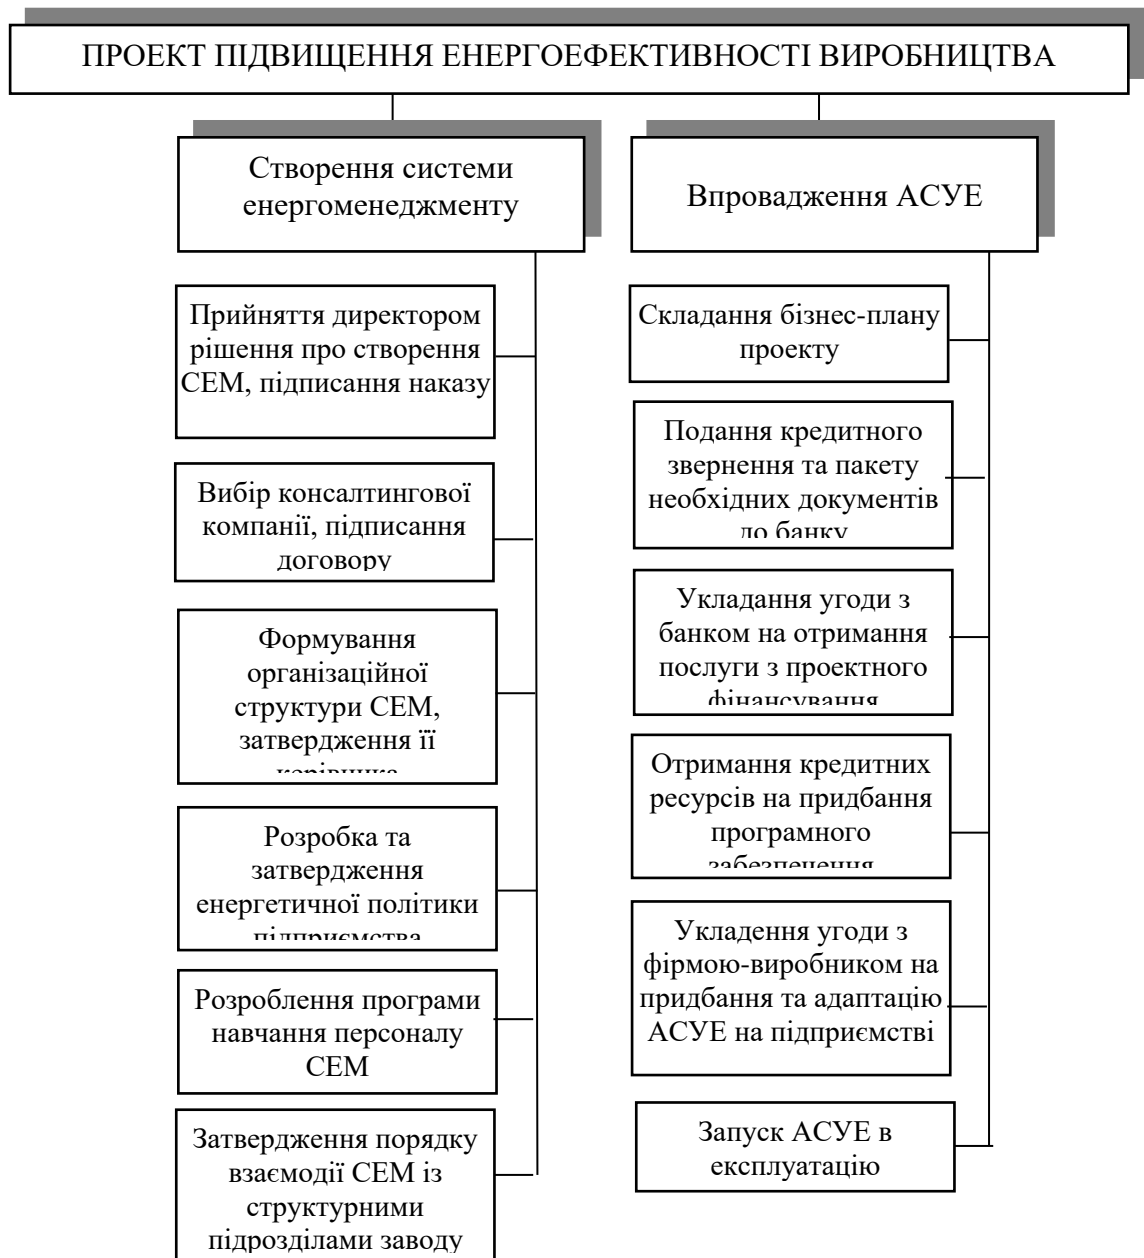 ПРОЕКТ ПІДВИЩЕННЯ ЕНЕРГОЕФЕКТИВНОСТІ ВИРОБНИЦТВА
Створення системи
енергоменеджменту
Прийняття директором
рішення про створення
СЕМ, підписання наказу
Вибір консалтингової
компанії, підписання
договору
Формування
організаційної
структури СЕМ,
затвердження її
керівника
Розробка та
затвердження
енергетичної політики
підприємства
Розроблення програми
навчання персоналу
СЕМ
Затвердження порядку
взаємодії СЕМ із
структурними
підрозділами заводу
Впровадження АСУЕ
Складання бізнес-плану
проекту
Подання кредитного
звернення та пакету
необхідних документів
до банку
Укладання угоди з
банком на отримання
послуги з проектного
фінансування
Отримання кредитних
ресурсів на придбання
програмного
забезпечення
Укладення угоди з
фірмою-виробником на
придбання та адаптацію
АСУЕ на підприємстві
Запуск АСУЕ в
експлуатацію